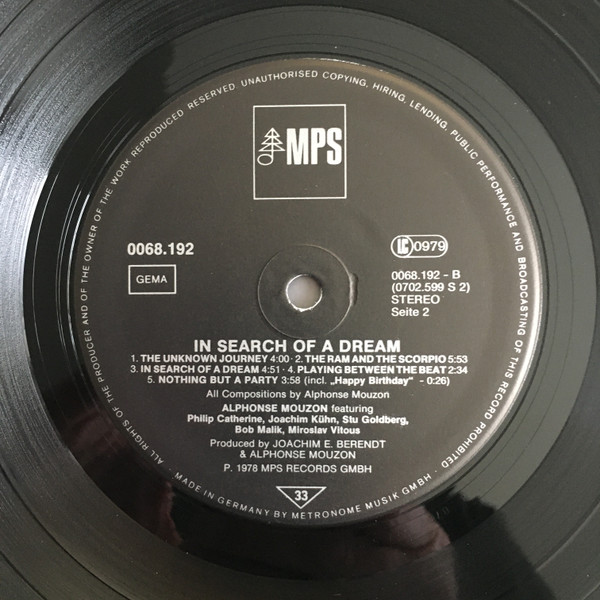 ALL RIGHTS OF THE PRODUCER AND OF THE OWNER OF THE WORK REPRODUCED RESERVED. UNAUTHORISED COPYING, HIRING, LENDING, PUBLIC PERFORMANCE AND BROADCASTING OF THIS RECORD PROHIBITED ·
MPS
0068.192
GEMA
LC 0979
0068.192 - B
(0702.599 S 2)
STEREO
Seite 2
IN SEARCH OF A DREAM
1. THE UNKNOWN JOURNEY 4:00 · 2. THE RAM AND THE SCORPIO 5:53
3. IN SEARCH OF A DREAM 4:51 · 4. PLAYING BETWEEN THE BEAT 2:34
5. NOTHING BUT A PARTY 3:58 (incl. „Happy Birthday“ - 0:26)
All Compositions by Alphonse Mouzon
ALPHONSE MOUZON featuring
Philip Catherine, Joachim Kühn, Stu Goldberg,
Bob Malik, Miroslav Vitous
Produced by JOACHIM E. BERENDT
& ALPHONSE MOUZON
P. 1978 MPS RECORDS GMBH
33
· MADE IN GERMANY BY METRONOME MUSIK GMBH ·